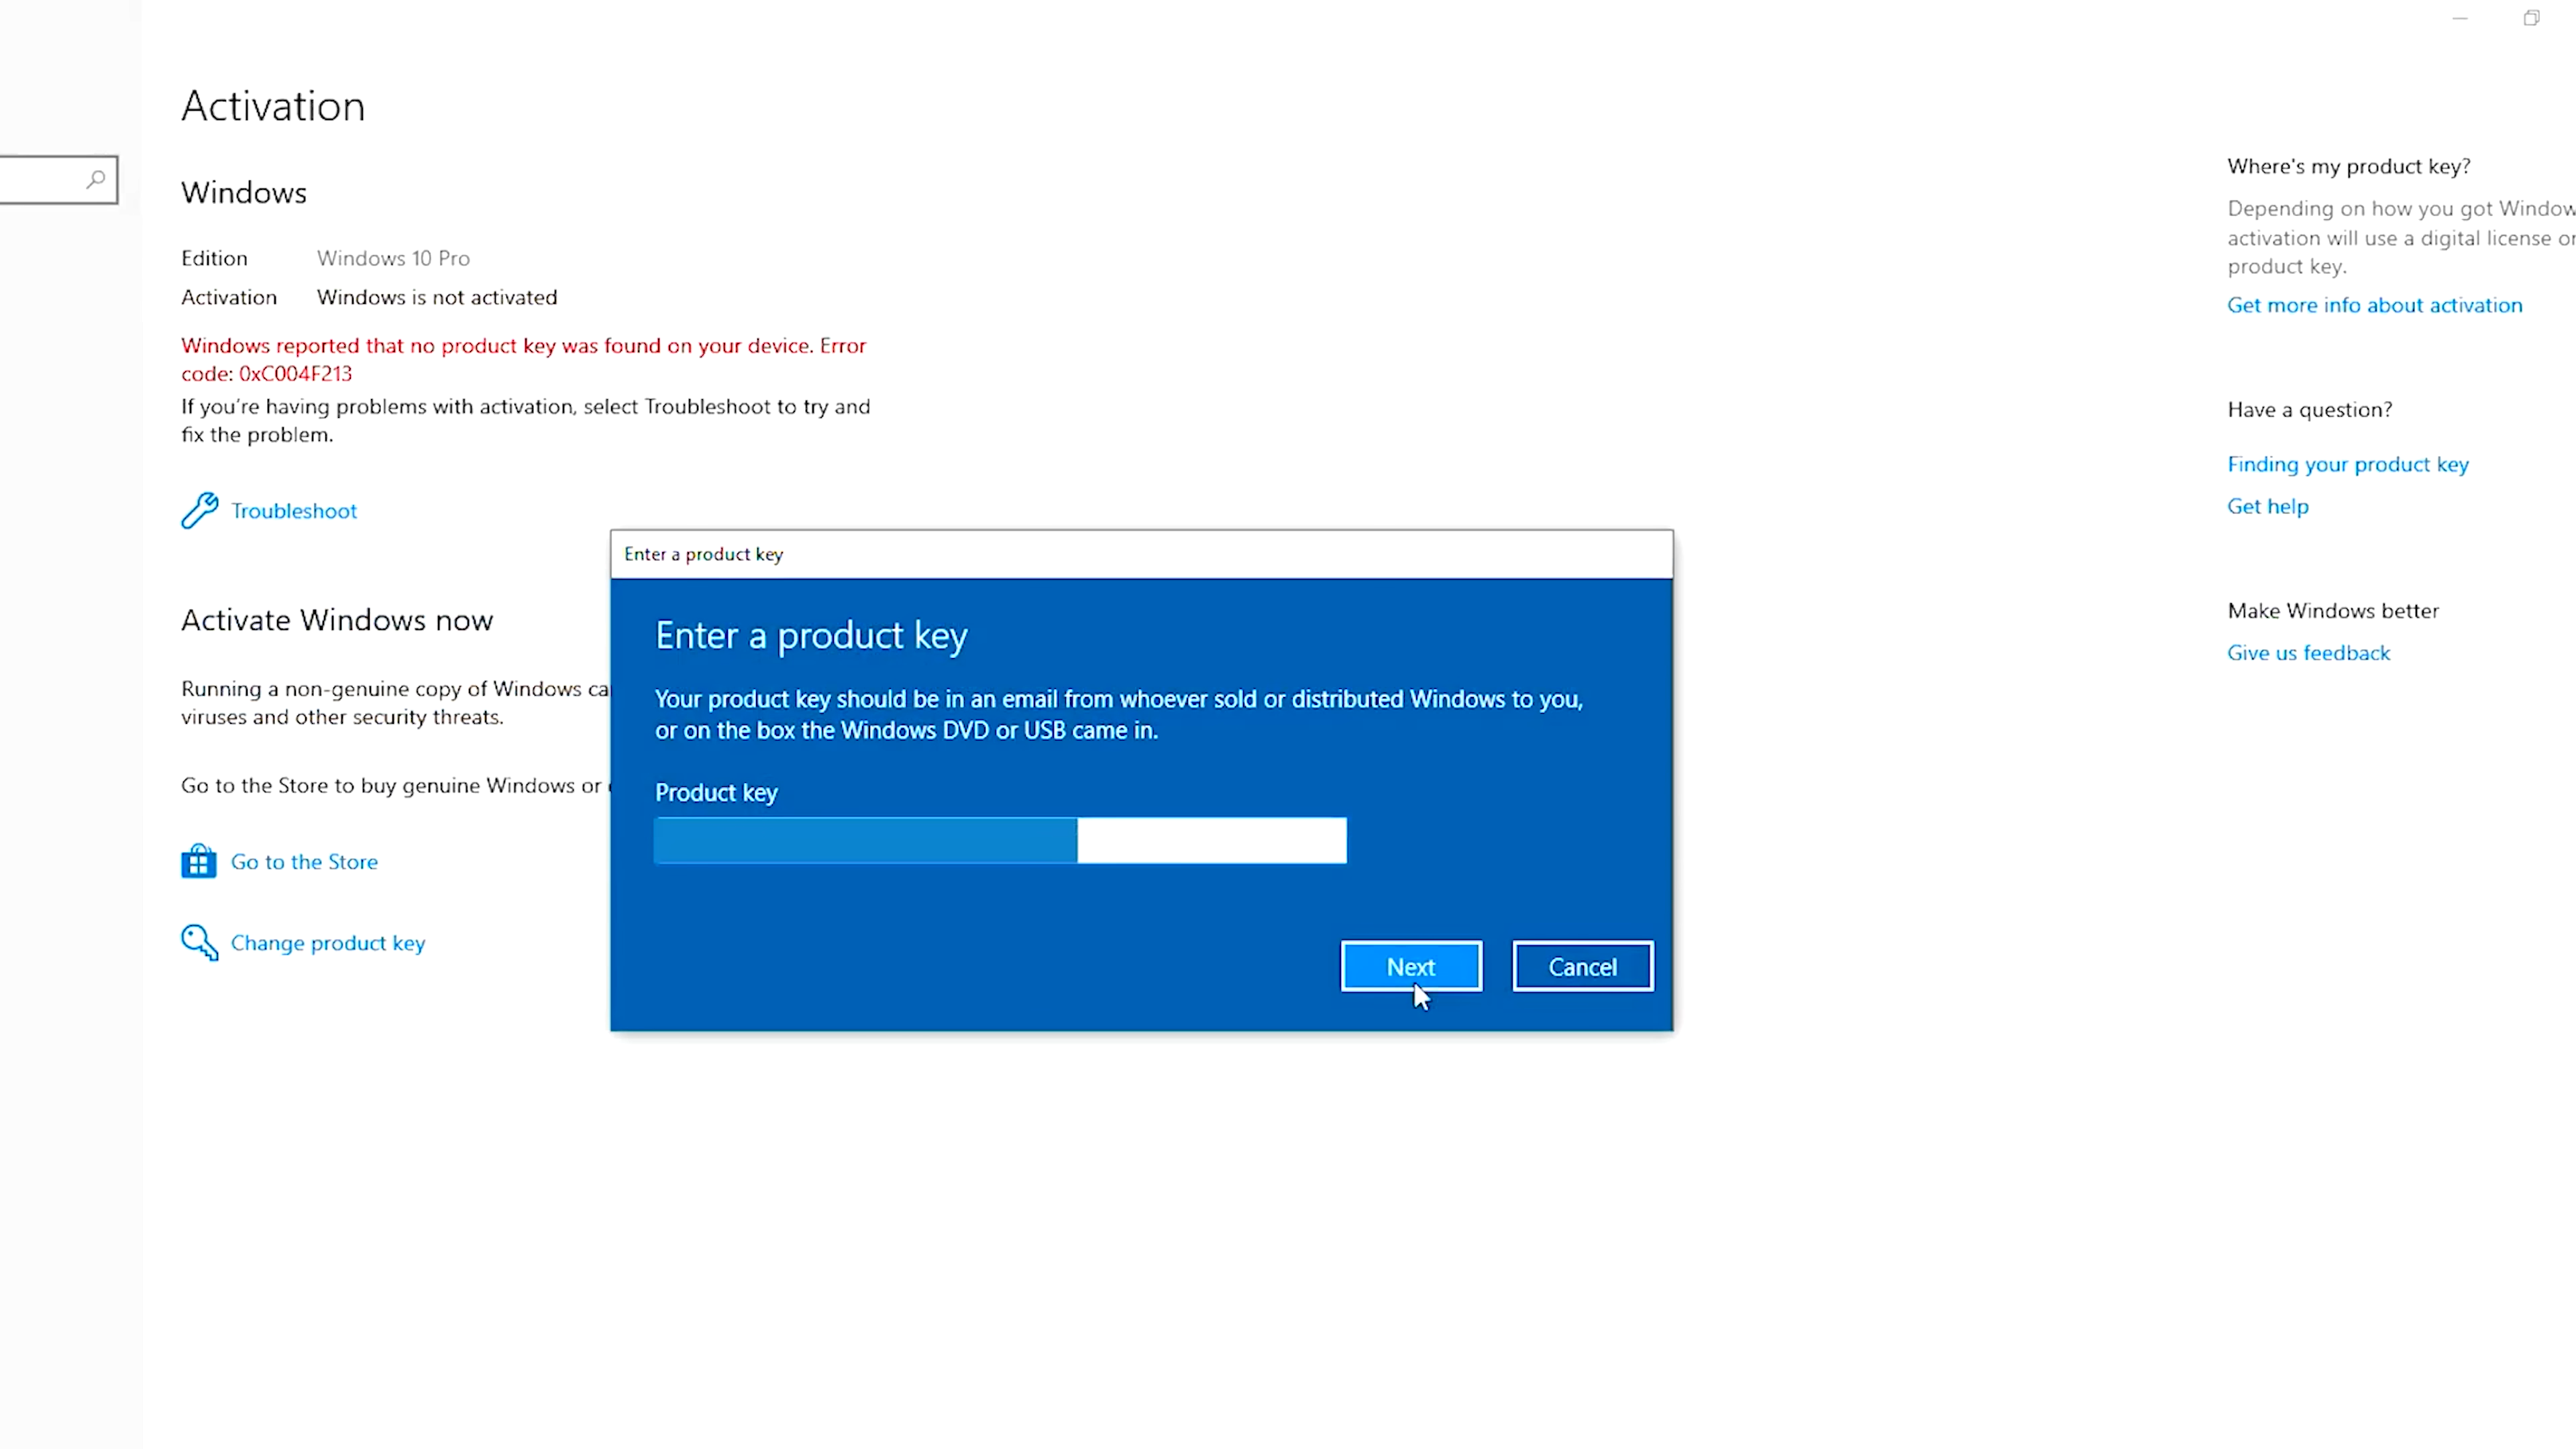 Activation
Windows
Edition Windows 10 Pro
Activation Windows is not activated
Windows reported that no product key was found on your device. Error
code: 0xC004F213
If you're having problems with activation, select Troubleshoot to try and
fix the problem.
Troubleshoot
Activate Windows now
Running a non-genuine copy of Windows ca
viruses and other security threats.
Go to the Store to buy genuine Windows or
Go to the Store
Change product key
Enter a product key
Enter a product key
Your product key should be in an email from whoever sold or distributed Windows to you,
or on the box the Windows DVD or USB came in.
Product key
Next Cancel
Where's my product key?
Depending on how you got Window
activation will use a digital license or
product key.
Get more info about activation
Have a question?
Finding your product key
Get help
Make Windows better
Give us feedback